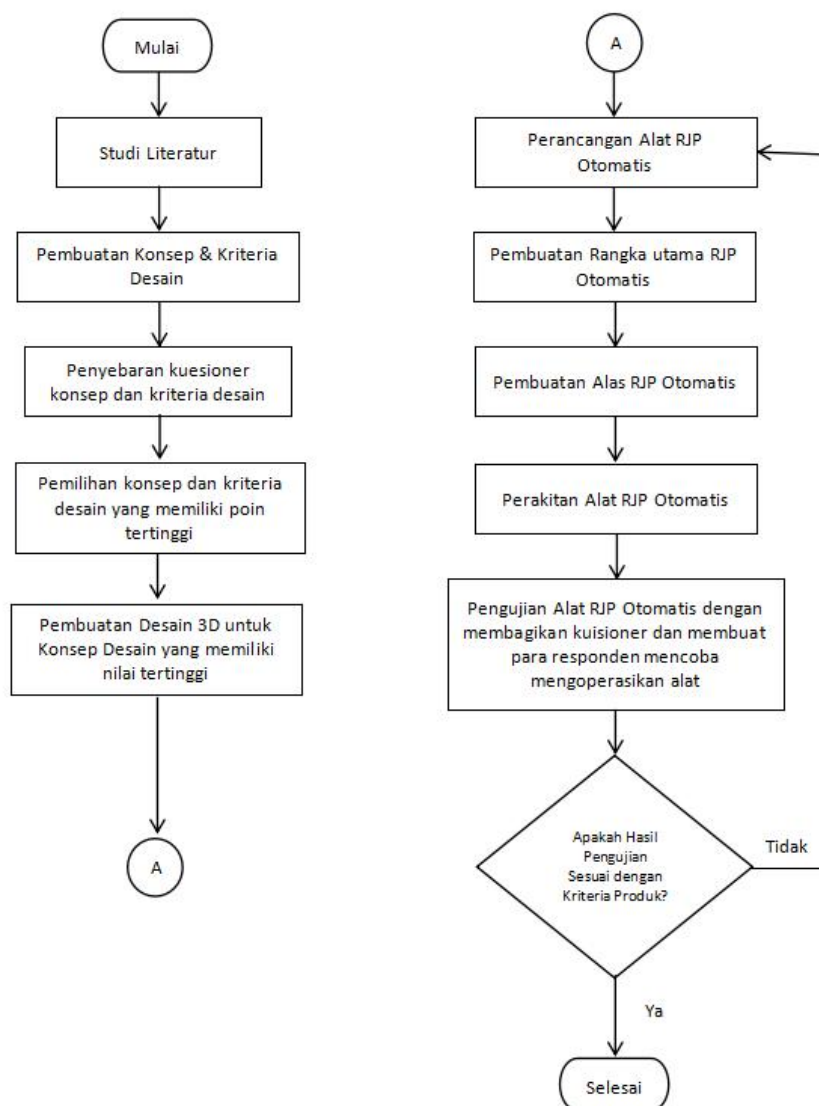 Mulai
Studi Literatur
Pembuatan Konsep & Kriteria
Desain
Penyebaran kuesioner
konsep dan kriteria desain
Pemilihan konsep dan kriteria
desain yang memiliki poin
tertinggi
Pembuatan Desain 3D untuk
Konsep Desain yang memiliki
nilai tertinggi
A
A
Perancangan Alat RJP
Otomatis
Pembuatan Rangka utama RJP
Otomatis
Pembuatan Alas RJP Otomatis
Perakitan Alat RJP Otomatis
Pengujian Alat RJP Otomatis dengan
membagikan kuisioner dan membuat
para responden mencoba
mengoperasikan alat
Apakah Hasil
Pengujian
Sesuai dengan
Kriteria Produk?
Tidak
Ya
Selesai